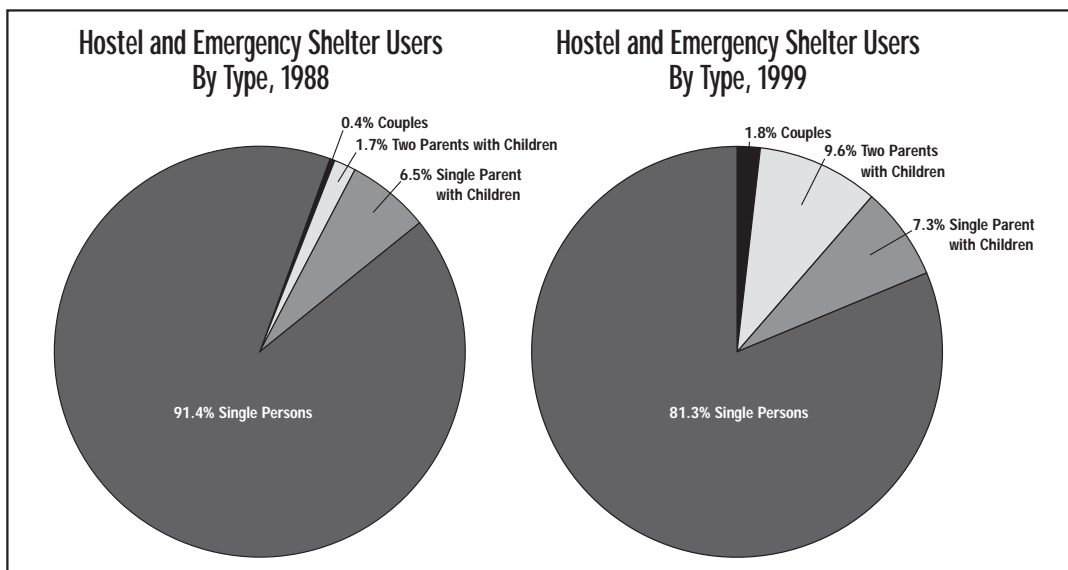 Hostel and Emergency Shelter Users
By Type, 1988
0.4% Couples
1.7% Two Parents with Children
6.5% Single Parent
with Children
91.4% Single Persons
Hostel and Emergency Shelter Users
By Type, 1999
1.8% Couples
9.6% Two Parents
with Children
7.3% Single Parent
with Children
81.3% Single Persons